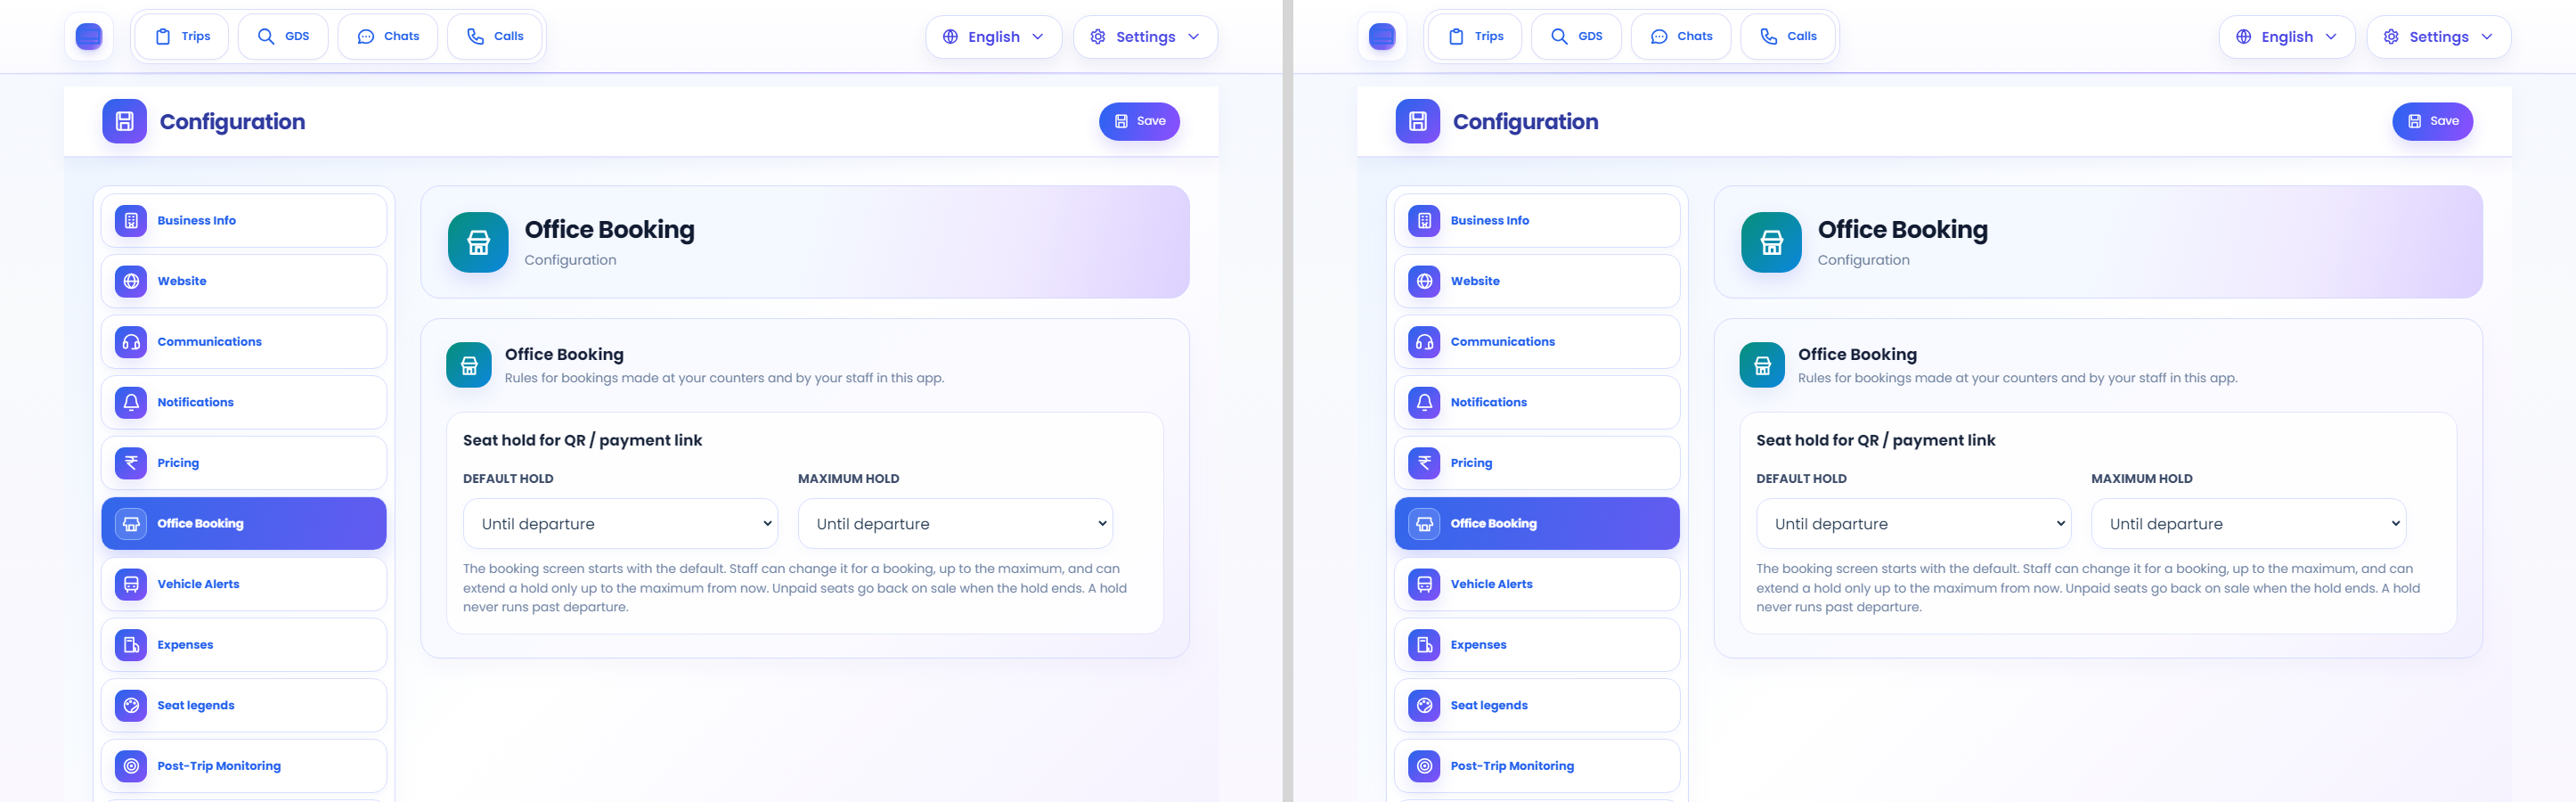 Trips
GDS
Chats
Calls
English
Settings
Configuration
Save
Business Info
Website
Communications
Notifications
Pricing
Office Booking
Vehicle Alerts
Expenses
Seat legends
Post-Trip Monitoring
Office Booking
Configuration
Office Booking
Rules for bookings made at your counters and by your staff in this app.
Seat hold for QR / payment link
DEFAULT HOLD
MAXIMUM HOLD
Until departure
Until departure
The booking screen starts with the default. Staff can change it for a booking, up to the maximum, and can
extend a hold only up to the maximum from now. Unpaid seats go back on sale when the hold ends. A hold
never runs past departure.
Trips
GDS
Chats
Calls
English
Settings
Configuration
Save
Business Info
Website
Communications
Notifications
Pricing
Office Booking
Vehicle Alerts
Expenses
Seat legends
Post-Trip Monitoring
Office Booking
Configuration
Office Booking
Rules for bookings made at your counters and by your staff in this app.
Seat hold for QR / payment link
DEFAULT HOLD
MAXIMUM HOLD
Until departure
Until departure
The booking screen starts with the default. Staff can change it for a booking, up to the maximum, and can
extend a hold only up to the maximum from now. Unpaid seats go back on sale when the hold ends. A hold
never runs past departure.